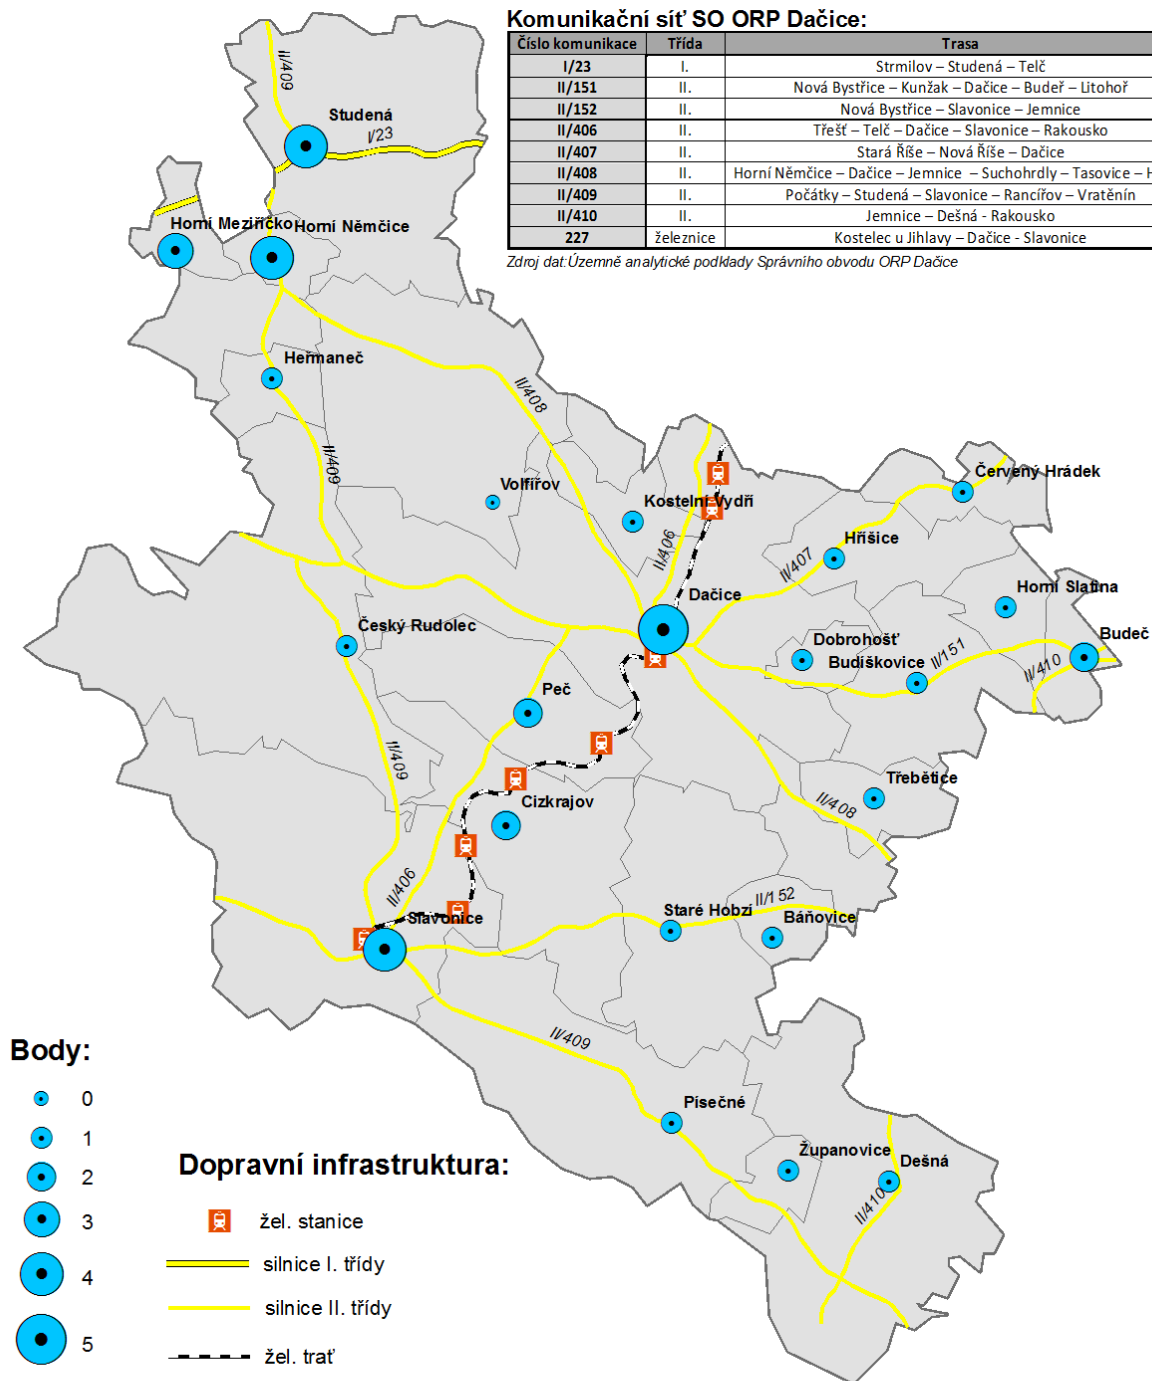 Komunikační síť SO ORP Dačice:
Číslo komunikace Třída Trasa
I/23 I. Strmilov – Studená – Telč
II/151 II. Nová Bystřice – Kunžak – Dačice – Budeř – Litohoř
II/152 II. Nová Bystřice – Slavonice – Jemnice
II/406 II. Třešť – Telč – Dačice – Slavonice – Rakousko
II/407 II. Stará Říše – Nová Říše – Dačice
II/408 II. Horní Němčice – Dačice – Jemnice – Suchohrdly – Tasovice – H
II/409 II. Počátky – Studená – Slavonice – Rancířov – Vratěnín
II/410 II. Jemnice – Dešná - Rakousko
227 železnice Kostelec u Jihlavy – Dačice - Slavonice
Zdroj dat:Územně analytické podklady Správního obvodu ORP Dačice
II/409
Studená
I/23
Horní Meziříčko
Horní Němčice
Heřmaneč
II/408
II/409
Volfířov
Kostelní Vydří
Červený Hrádek
II/406
Hříšice
II/407
Dačice
Horní Slatina
Český Rudolec
Dobrohošť
Budeč
Budíškovice
II/151
II/410
Peč
II/409
Cizkrajov
Třebětice
II/408
II/406
Slavonice
Staré Hobzí
II/152
Báňovice
II/409
Písečné
Županovice
Dešná
II/410
Body:
0
1
2
3
4
5
Dopravní infrastruktura:
žel. stanice
silnice I. třídy
silnice II. třídy
žel. trať